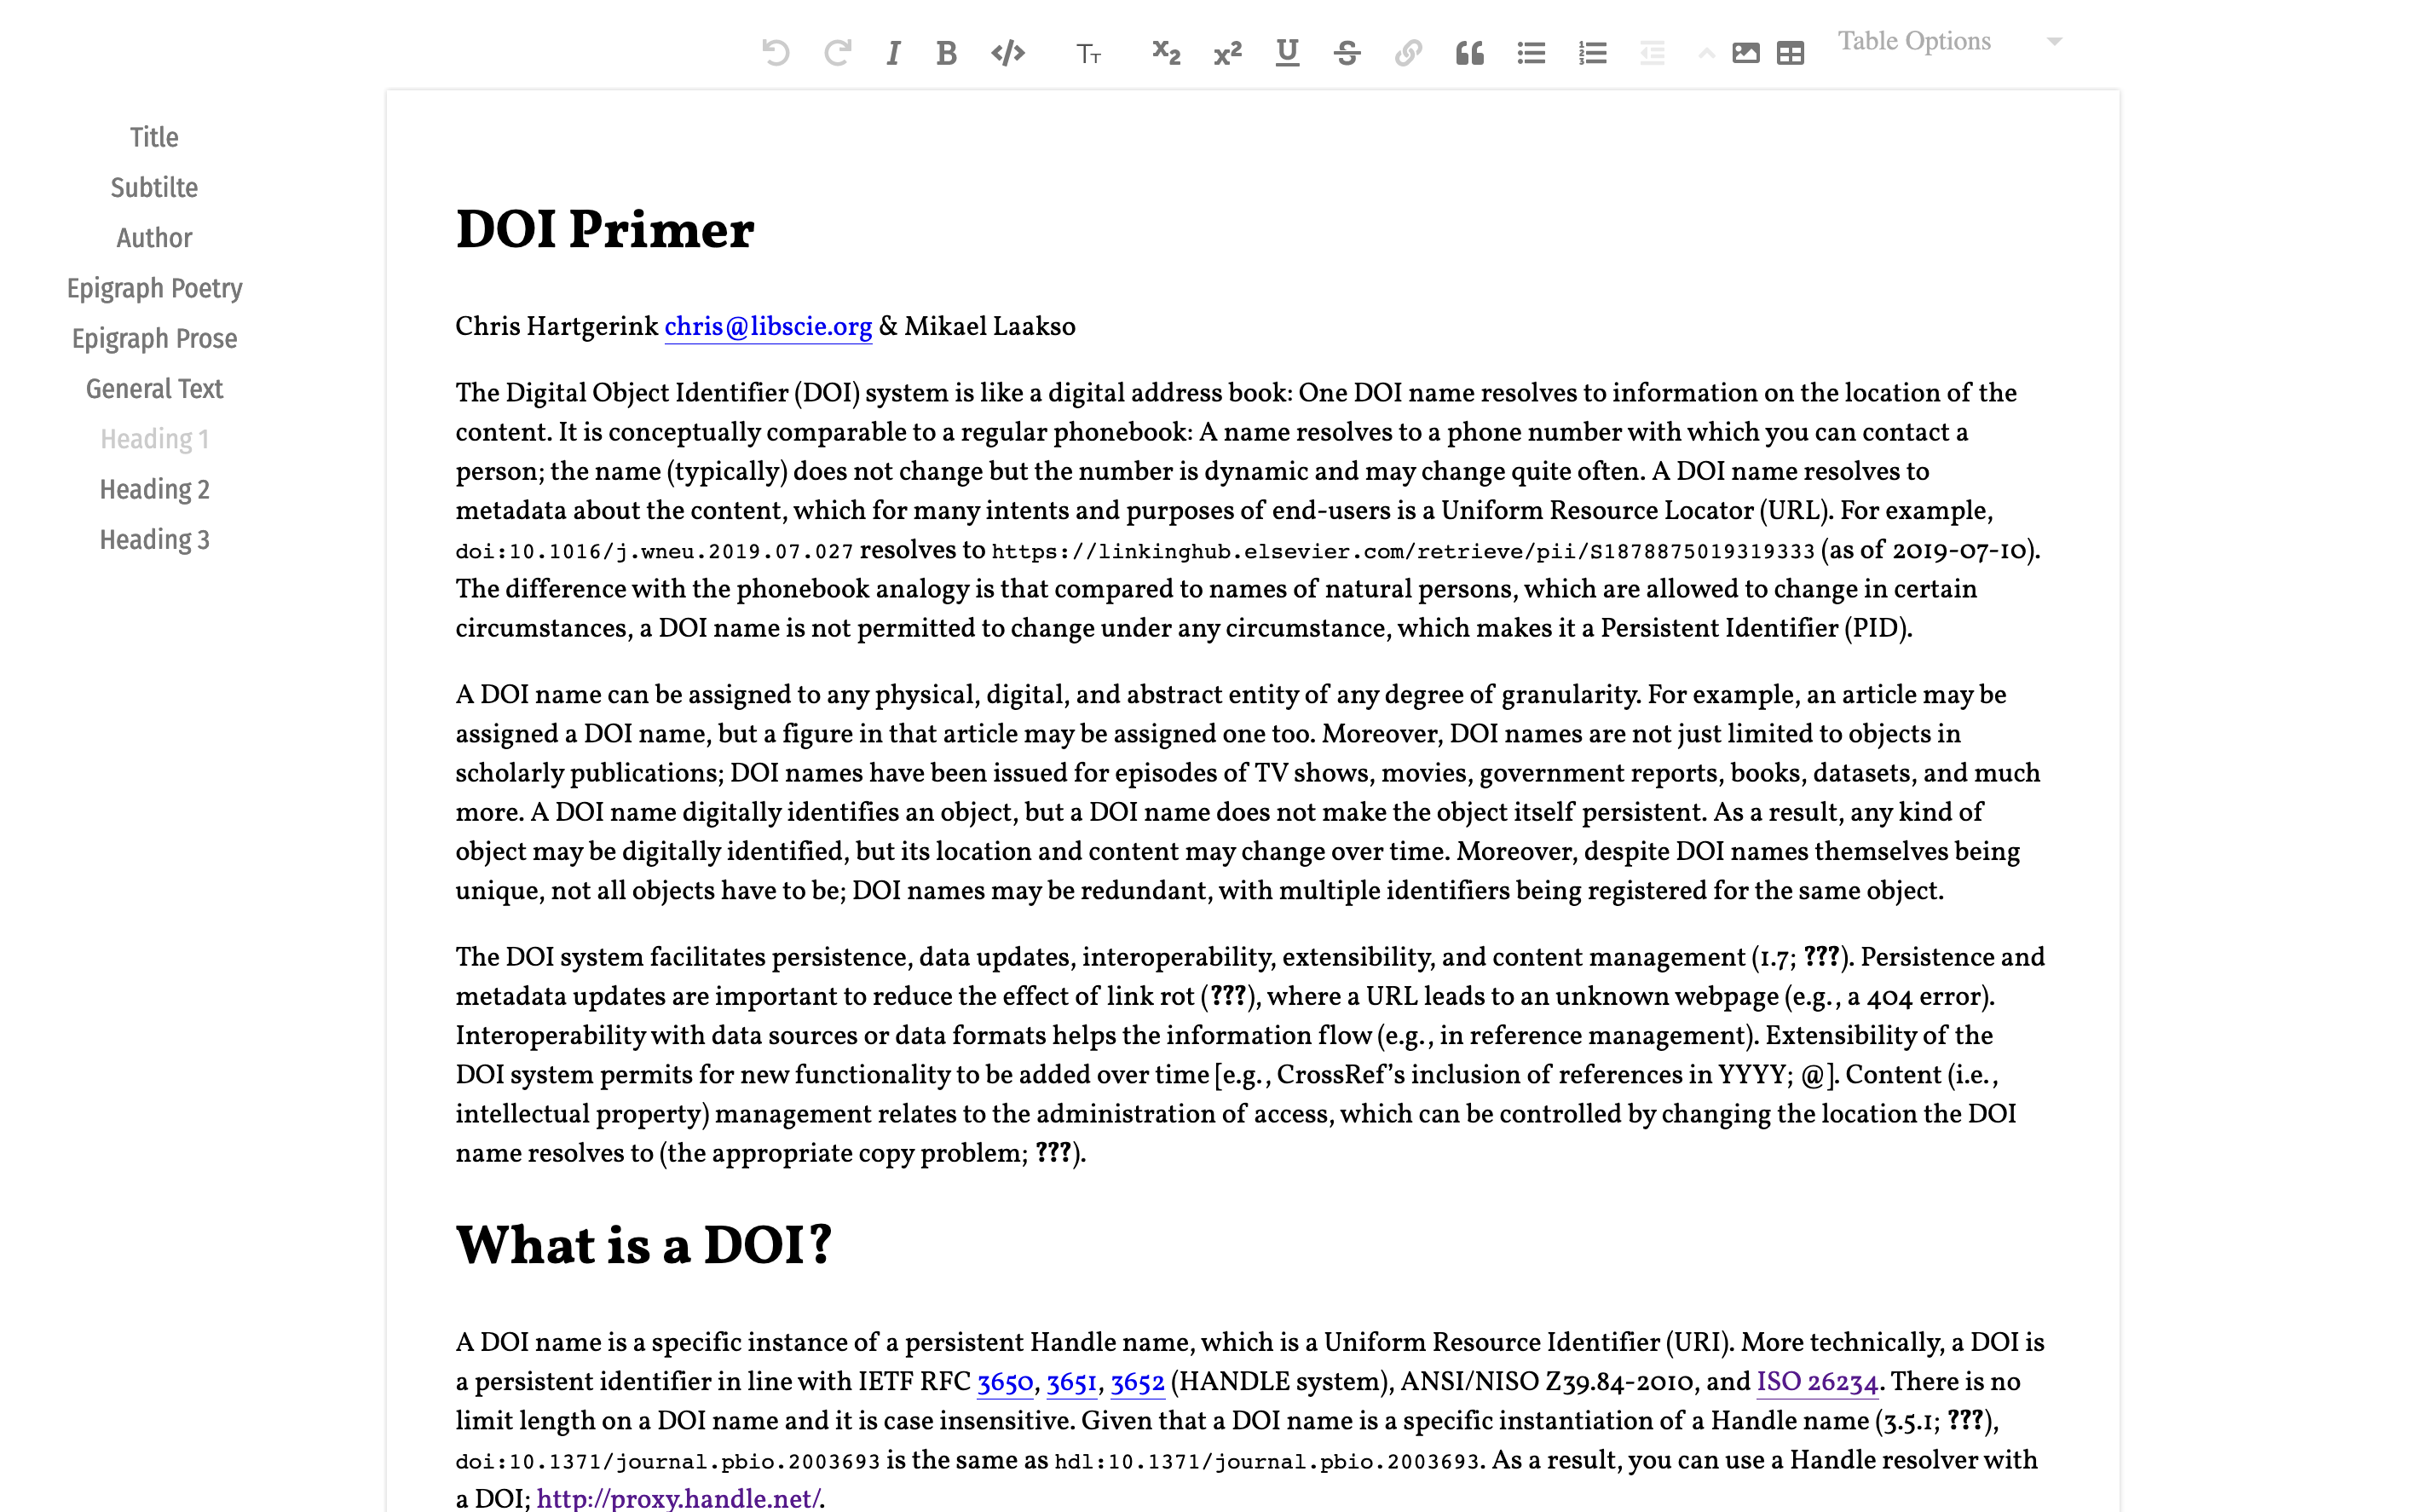 Table Options
Title
Subtilte
Author
Epigraph Poetry
Epigraph Prose
General Text
Heading 1
Heading 2
Heading 3
DOI Primer
Chris Hartgerink chris@libscie.org & Mikael Laakso
The Digital Object Identifier (DOI) system is like a digital address book: One DOI name resolves to information on the location of the
content. It is conceptually comparable to a regular phonebook: A name resolves to a phone number with which you can contact a
person; the name (typically) does not change but the number is dynamic and may change quite often. A DOI name resolves to
metadata about the content, which for many intents and purposes of end-users is a Uniform Resource Locator (URL). For example,
doi:10.1016/j.wneu.2019.07.027 resolves to https://linkinghub.elsevier.com/retrieve/pii/S1878875019319333 (as of 2019-07-10).
The difference with the phonebook analogy is that compared to names of natural persons, which are allowed to change in certain
circumstances, a DOI name is not permitted to change under any circumstance, which makes it a Persistent Identifier (PID).
A DOI name can be assigned to any physical, digital, and abstract entity of any degree of granularity. For example, an article may be
assigned a DOI name, but a figure in that article may be assigned one too. Moreover, DOI names are not just limited to objects in
scholarly publications; DOI names have been issued for episodes of TV shows, movies, government reports, books, datasets, and much
more. A DOI name digitally identifies an object, but a DOI name does not make the object itself persistent. As a result, any kind of
object may be digitally identified, but its location and content may change over time. Moreover, despite DOI names themselves being
unique, not all objects have to be; DOI names may be redundant, with multiple identifiers being registered for the same object.
The DOI system facilitates persistence, data updates, interoperability, extensibility, and content management (1.7; ???). Persistence and
metadata updates are important to reduce the effect of link rot (???), where a URL leads to an unknown webpage (e.g., a 404 error).
Interoperability with data sources or data formats helps the information flow (e.g., in reference management). Extensibility of the
DOI system permits for new functionality to be added over time [e.g., CrossRef’s inclusion of references in YYYY; @]. Content (i.e.,
intellectual property) management relates to the administration of access, which can be controlled by changing the location the DOI
name resolves to (the appropriate copy problem; ???).
What is a DOI?
A DOI name is a specific instance of a persistent Handle name, which is a Uniform Resource Identifier (URI). More technically, a DOI is
a persistent identifier in line with IETF RFC 3650, 3651, 3652 (HANDLE system), ANSI/NISO Z39.84-2010, and ISO 26234. There is no
limit length on a DOI name and it is case insensitive. Given that a DOI name is a specific instantiation of a Handle name (3.5.1; ???),
doi:10.1371/journal.pbio.2003693 is the same as hdl:10.1371/journal.pbio.2003693. As a result, you can use a Handle resolver with
a DOI; http://proxy.handle.net/.